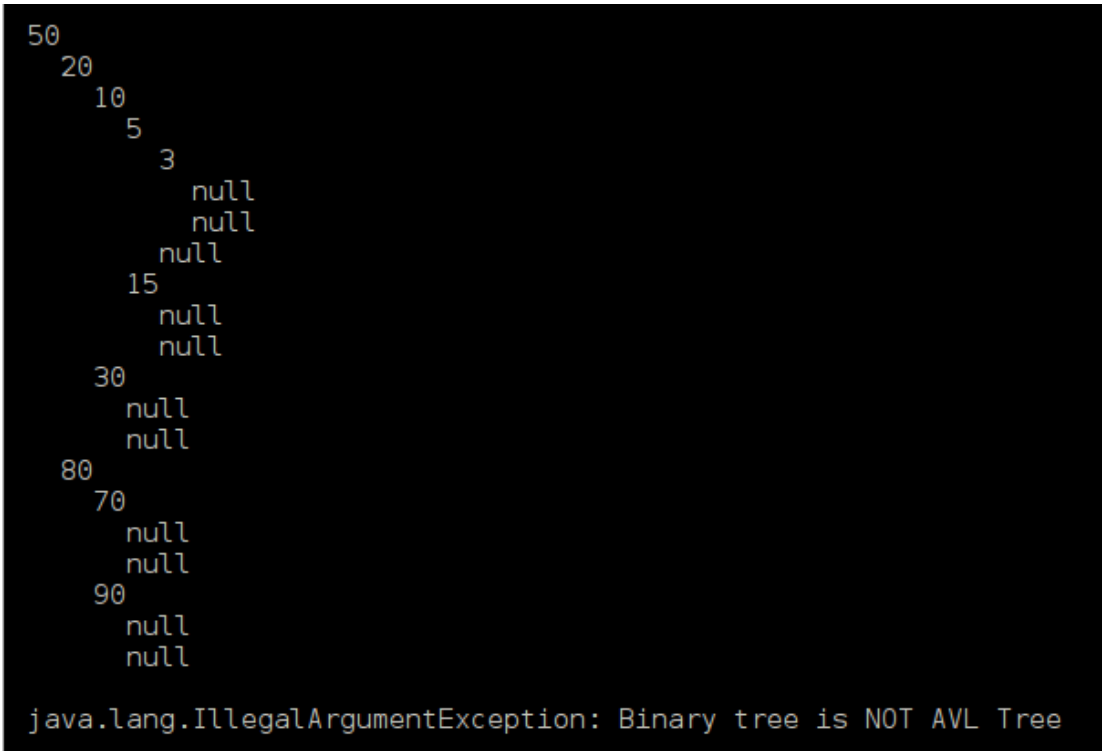 50
  20
    10
      5
        3
          null
          null
        null
      15
        null
        null
    30
      null
      null
  80
    70
      null
      null
    90
      null
      null
java.lang.IllegalArgumentException: Binary tree is NOT AVL Tree